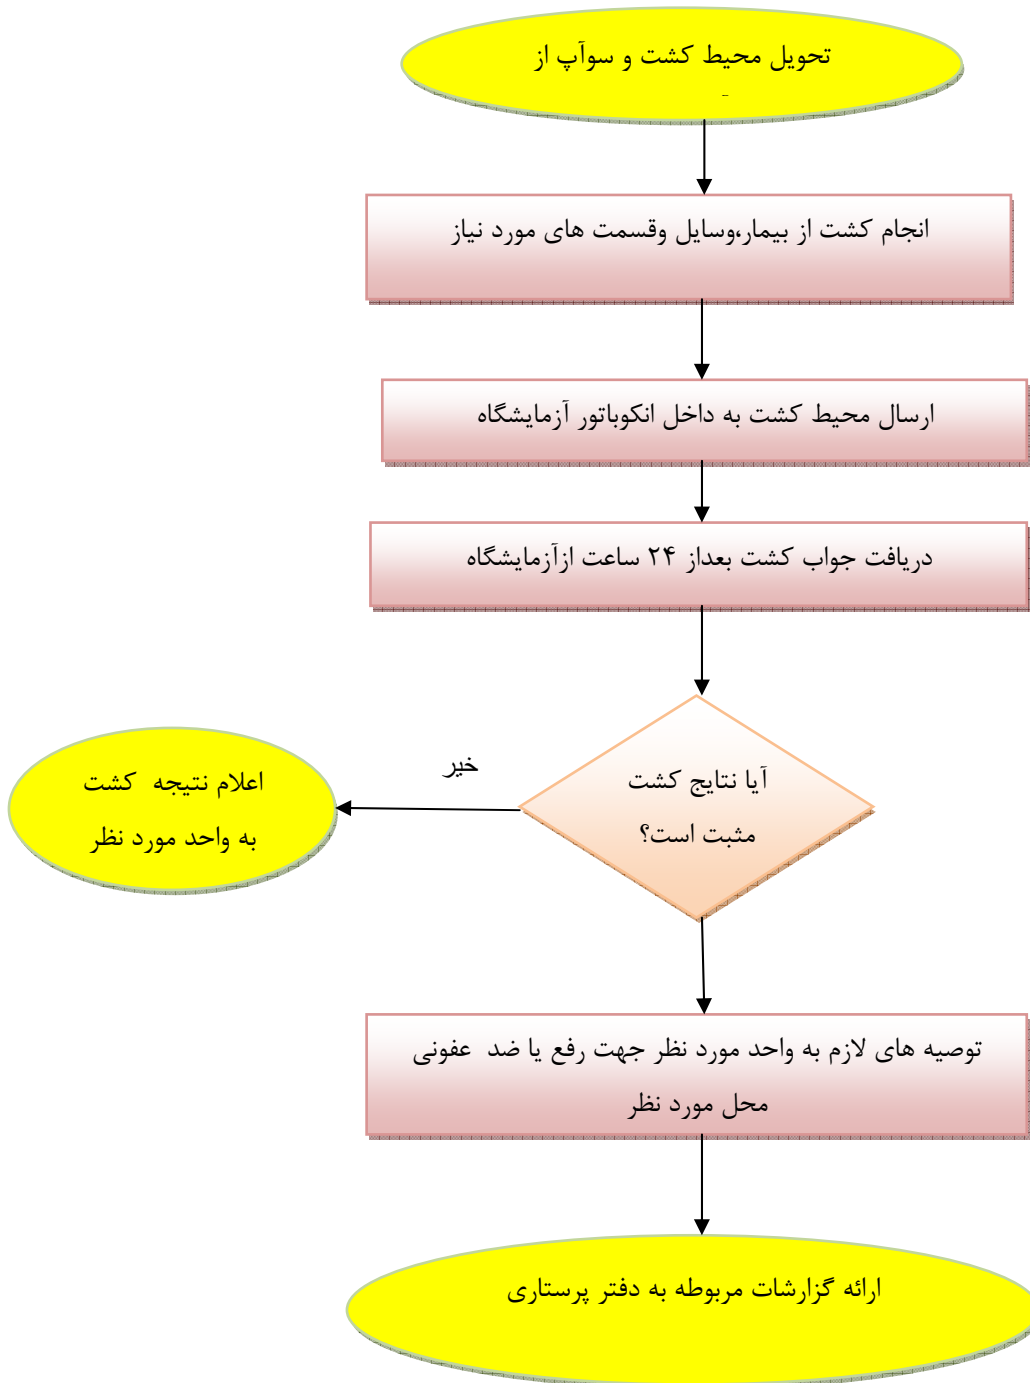 تحویل محیط کشت و سوآپ از
انجام کشت از بیمار،وسایل وقسمت های مورد نیاز
ارسال محیط کشت به داخل انکوباتور آزمایشگاه
دریافت جواب کشت بعداز ۲۴ ساعت ازآزمایشگاه
آیا نتایج کشت
مثبت است؟
خیر
اعلام نتیجه کشت
به واحد مورد نظر
توصیه های لازم به واحد مورد نظر جهت رفع یا ضد عفونی
محل مورد نظر
ارائه گزارشات مربوطه به دفتر پرستاری